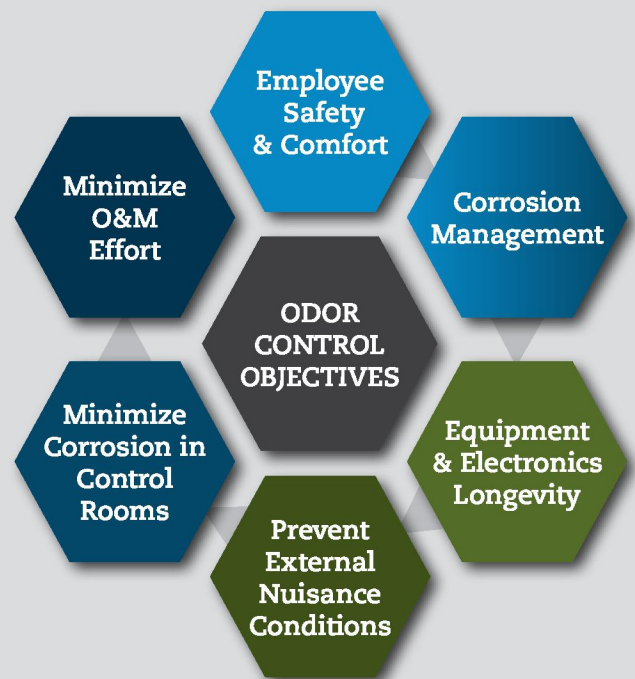 Employee
Safety
& Comfort
Corrosion
Management
Equipment
& Electronics
Longevity
Prevent
External
Nuisance
Conditions
Minimize
Corrosion in
Control
Rooms
Minimize
O&M
Effort
ODOR
CONTROL
OBJECTIVES